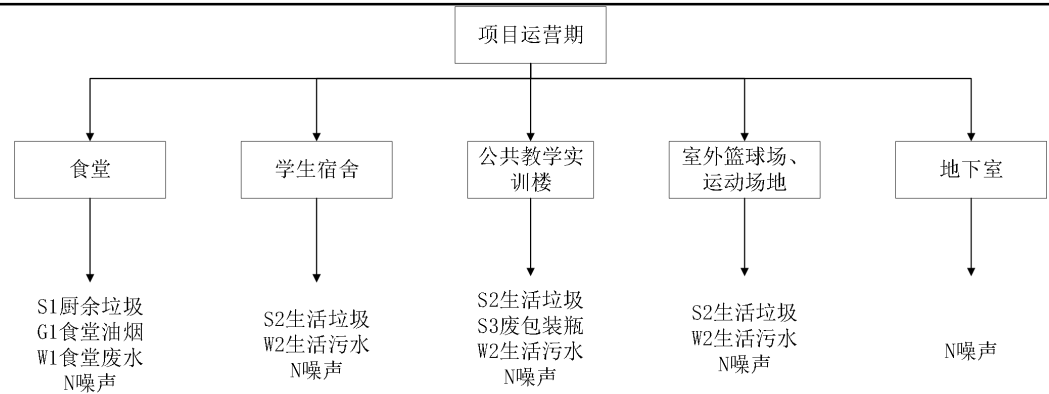 项目运营期
食堂
学生宿舍
公共教学实
训楼
室外篮球场、
运动场地
地下室
S1厨余垃圾
G1食堂油烟
W1食堂废水
N噪声
S2生活垃圾
W2生活污水
N噪声
S2生活垃圾
S3废包装瓶
W2生活污水
N噪声
S2生活垃圾
W2生活污水
N噪声
N噪声